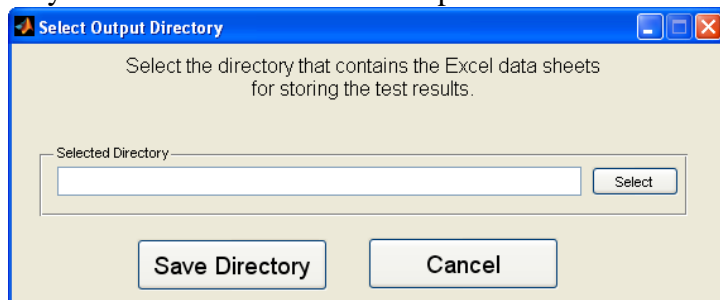 Select Output Directory
Select the directory that contains the Excel data sheets
for storing the test results.
Selected Directory
Select
Save Directory
Cancel